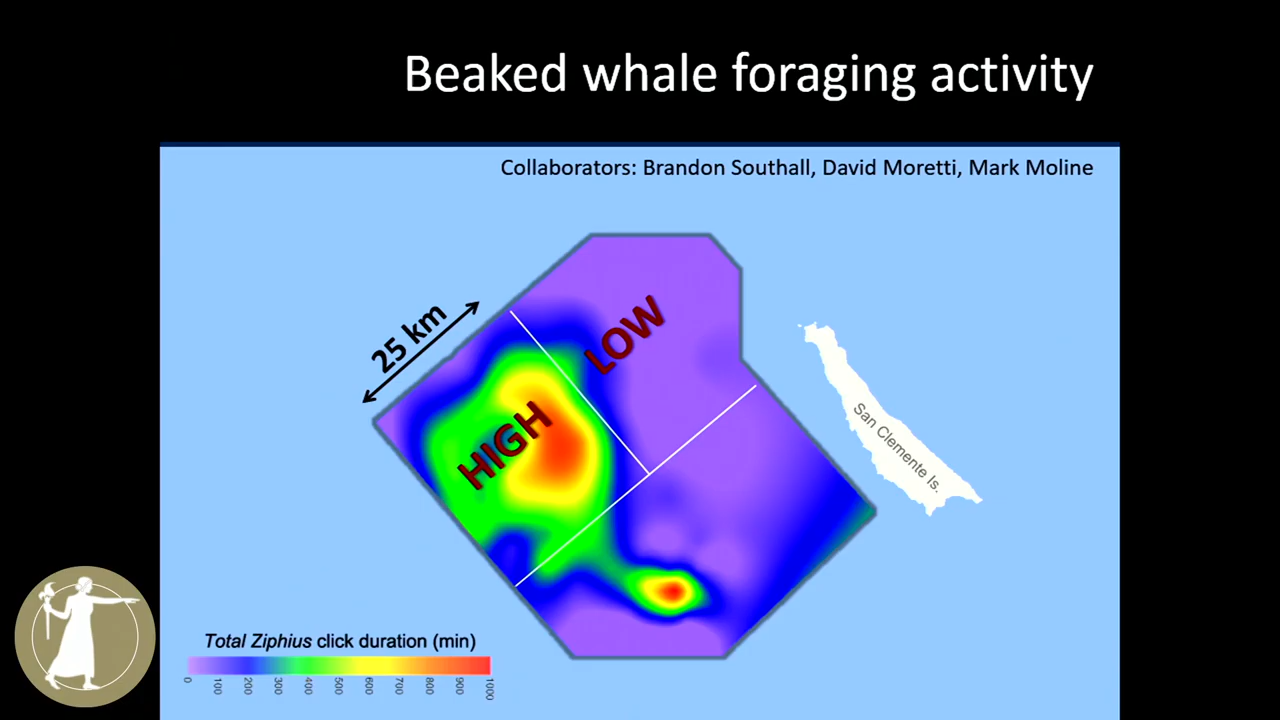 Beaked whale foraging activity
Collaborators: Brandon Southall, David Moretti, Mark Moline
25 km
LOW
HIGH
San Clemente Is.
Total Ziphius click duration (min)
0 100 200 300 400 500 600 700 800 900 1000